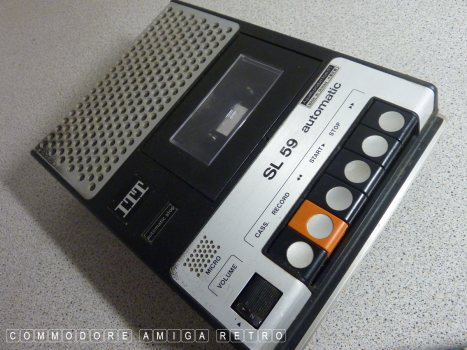 ITT
SL 59 automatic
CASS. RECORD ◀◀ START▶ STOP ▶▶
MICRO
VOLUME
COMMODORE AMIGA RETRO